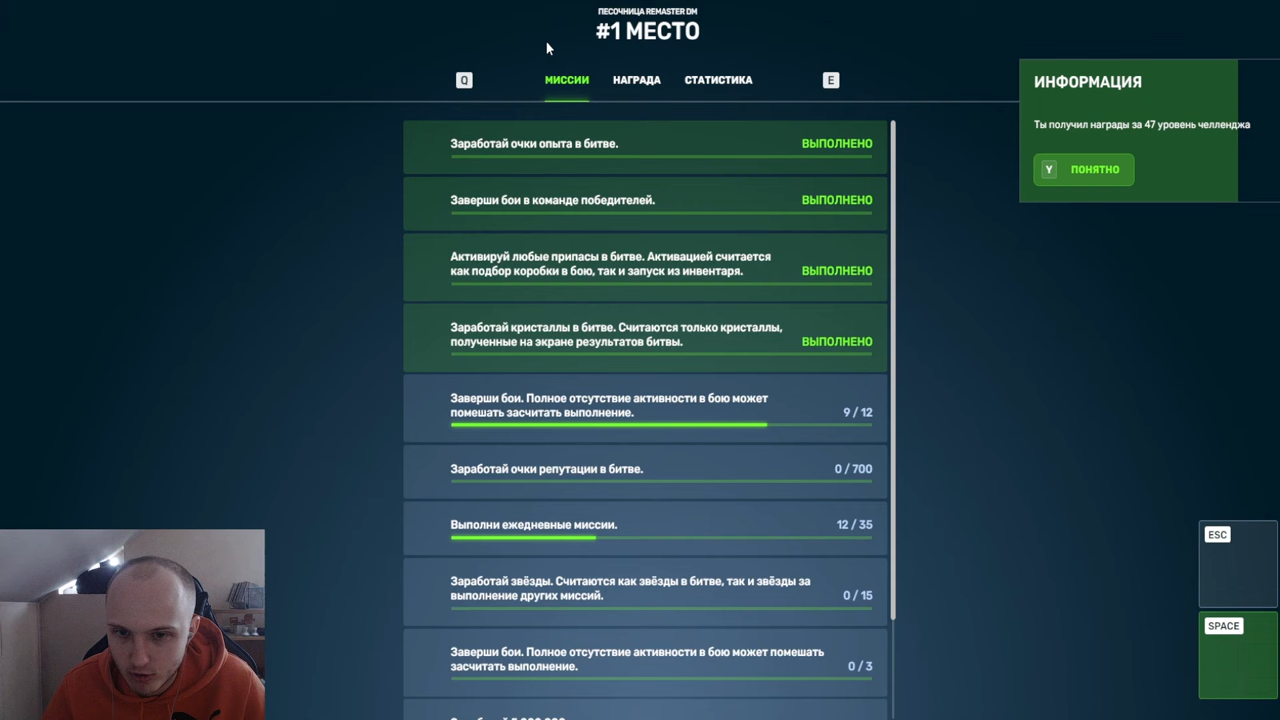 ПЕСОЧНИЦА REMASTER DM
#1 МЕСТО
Q
МИССИИ
НАГРАДА
СТАТИСТИКА
E
ИНФОРМАЦИЯ
Ты получил награды за 47 уровень челленджа
Y
ПОНЯТНО
Заработай очки опыта в битве.
ВЫПОЛНЕНО
Заверши бои в команде победителей.
ВЫПОЛНЕНО
Активируй любые припасы в битве. Активацией считается
как подбор коробки в бою, так и запуск из инвентаря.
ВЫПОЛНЕНО
Заработай кристаллы в битве. Считаются только кристаллы,
полученные на экране результатов битвы.
ВЫПОЛНЕНО
Заверши бои. Полное отсутствие активности в бою может
помешать засчитать выполнение.
9 / 12
Заработай очки репутации в битве.
0 / 700
Выполни ежедневные миссии.
12 / 35
Заработай звёзды. Считаются как звёзды в битве, так и звёзды за
выполнение других миссий.
0 / 15
Заверши бои. Полное отсутствие активности в бою может помешать
засчитать выполнение.
0 / 3
ESC
SPACE